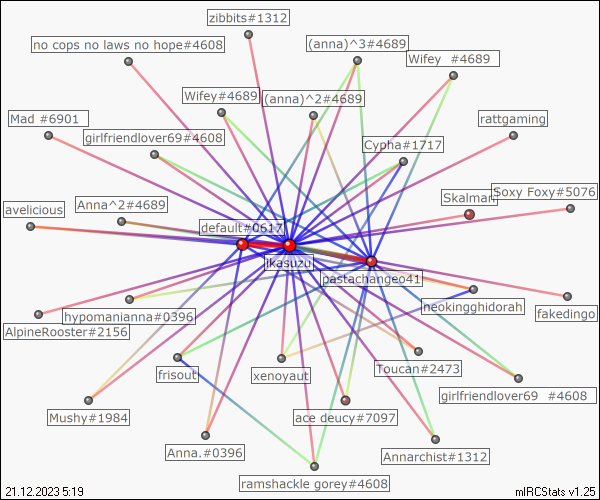 zibbits#1312
no cops no laws no hope#4608
(anna)^3#4689
Wifey  #4689
Wifey#4689
(anna)^2#4689
Mad #6901
rattgaming
girlfriendlover69#4608
Cypha#1717
Skalman
Soxy Foxy#5076
avelicious
Anna^2#4689
default#0617
ikasuzu
pastachangeo41
neokingghidorah
fakedingo
AlpineRooster#2156
hypomanianna#0396
frisout
xenoyaut
Toucan#2473
girlfriendlover69  #4608
Mushy#1984
ace deucy#7097
Anna.#0396
Annarchist#1312
ramshackle gorey#4608
21.12.2023 5:19
mIRCStats v1.25